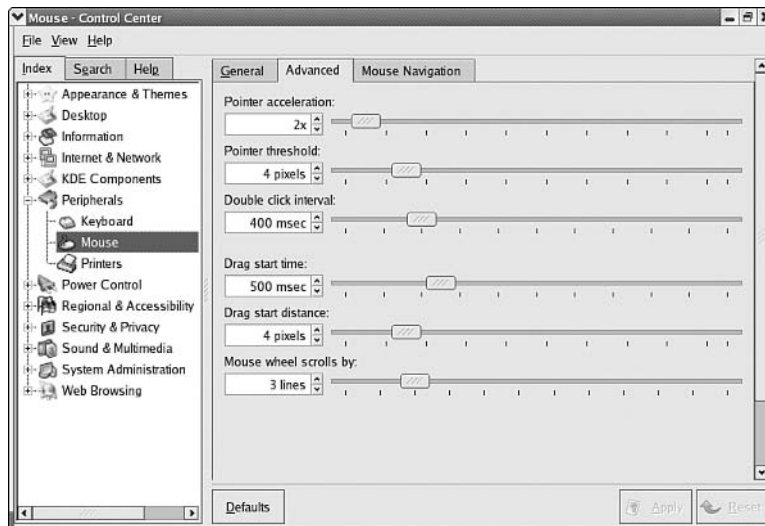 Mouse - Control Center
File View Help
Index Search Help
Appearance & Themes
Desktop
Information
Internet & Network
KDE Components
Peripherals
Keyboard
Mouse
Printers
Power Control
Regional & Accessibility
Security & Privacy
Sound & Multimedia
System Administration
Web Browsing
General Advanced Mouse Navigation
Pointer acceleration:
2x
Pointer threshold:
4 pixels
Double click interval:
400 msec
Drag start time:
500 msec
Drag start distance:
4 pixels
Mouse wheel scrolls by:
3 lines
Defaults Apply Reset